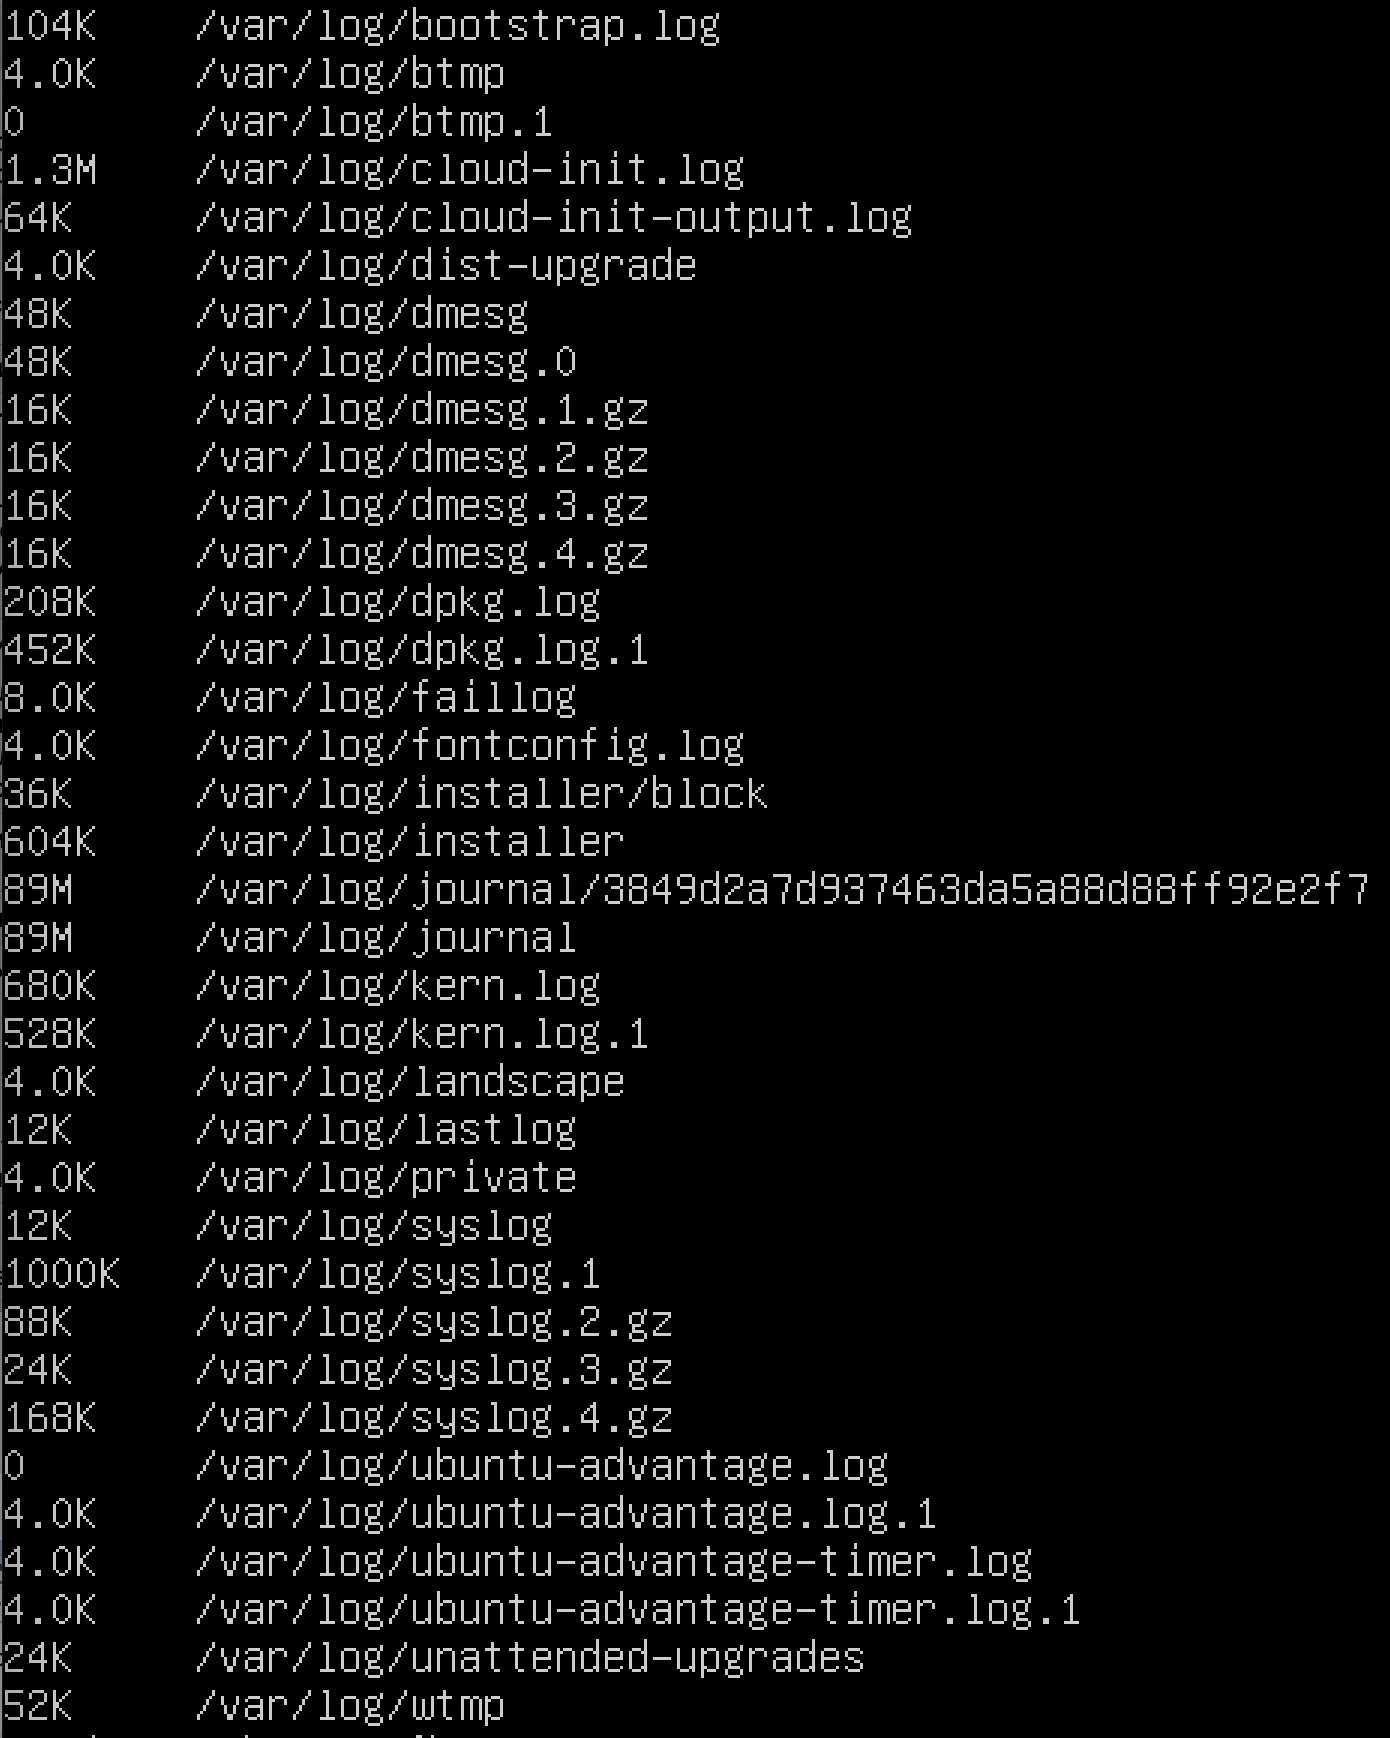 104K /var/log/bootstrap.log
4.0K /var/log/btmp
0 /var/log/btmp.1
1.3M /var/log/cloud-init.log
64K /var/log/cloud-init-output.log
4.0K /var/log/dist-upgrade
48K /var/log/dmesg
48K /var/log/dmesg.0
16K /var/log/dmesg.1.gz
16K /var/log/dmesg.2.gz
16K /var/log/dmesg.3.gz
16K /var/log/dmesg.4.gz
208K /var/log/dpkg.log
452K /var/log/dpkg.log.1
8.0K /var/log/faillog
4.0K /var/log/fontconfig.log
36K /var/log/installer/block
604K /var/log/installer
89M /var/log/journal/3849d2a7d937463da5a88d88ff92e2f7
89M /var/log/journal
680K /var/log/kern.log
528K /var/log/kern.log.1
4.0K /var/log/landscape
12K /var/log/lastlog
4.0K /var/log/private
12K /var/log/syslog
1000K /var/log/syslog.1
88K /var/log/syslog.2.gz
24K /var/log/syslog.3.gz
168K /var/log/syslog.4.gz
0 /var/log/ubuntu-advantage.log
4.0K /var/log/ubuntu-advantage.log.1
4.0K /var/log/ubuntu-advantage-timer.log
4.0K /var/log/ubuntu-advantage-timer.log.1
24K /var/log/unattended-upgrades
52K /var/log/wtmp